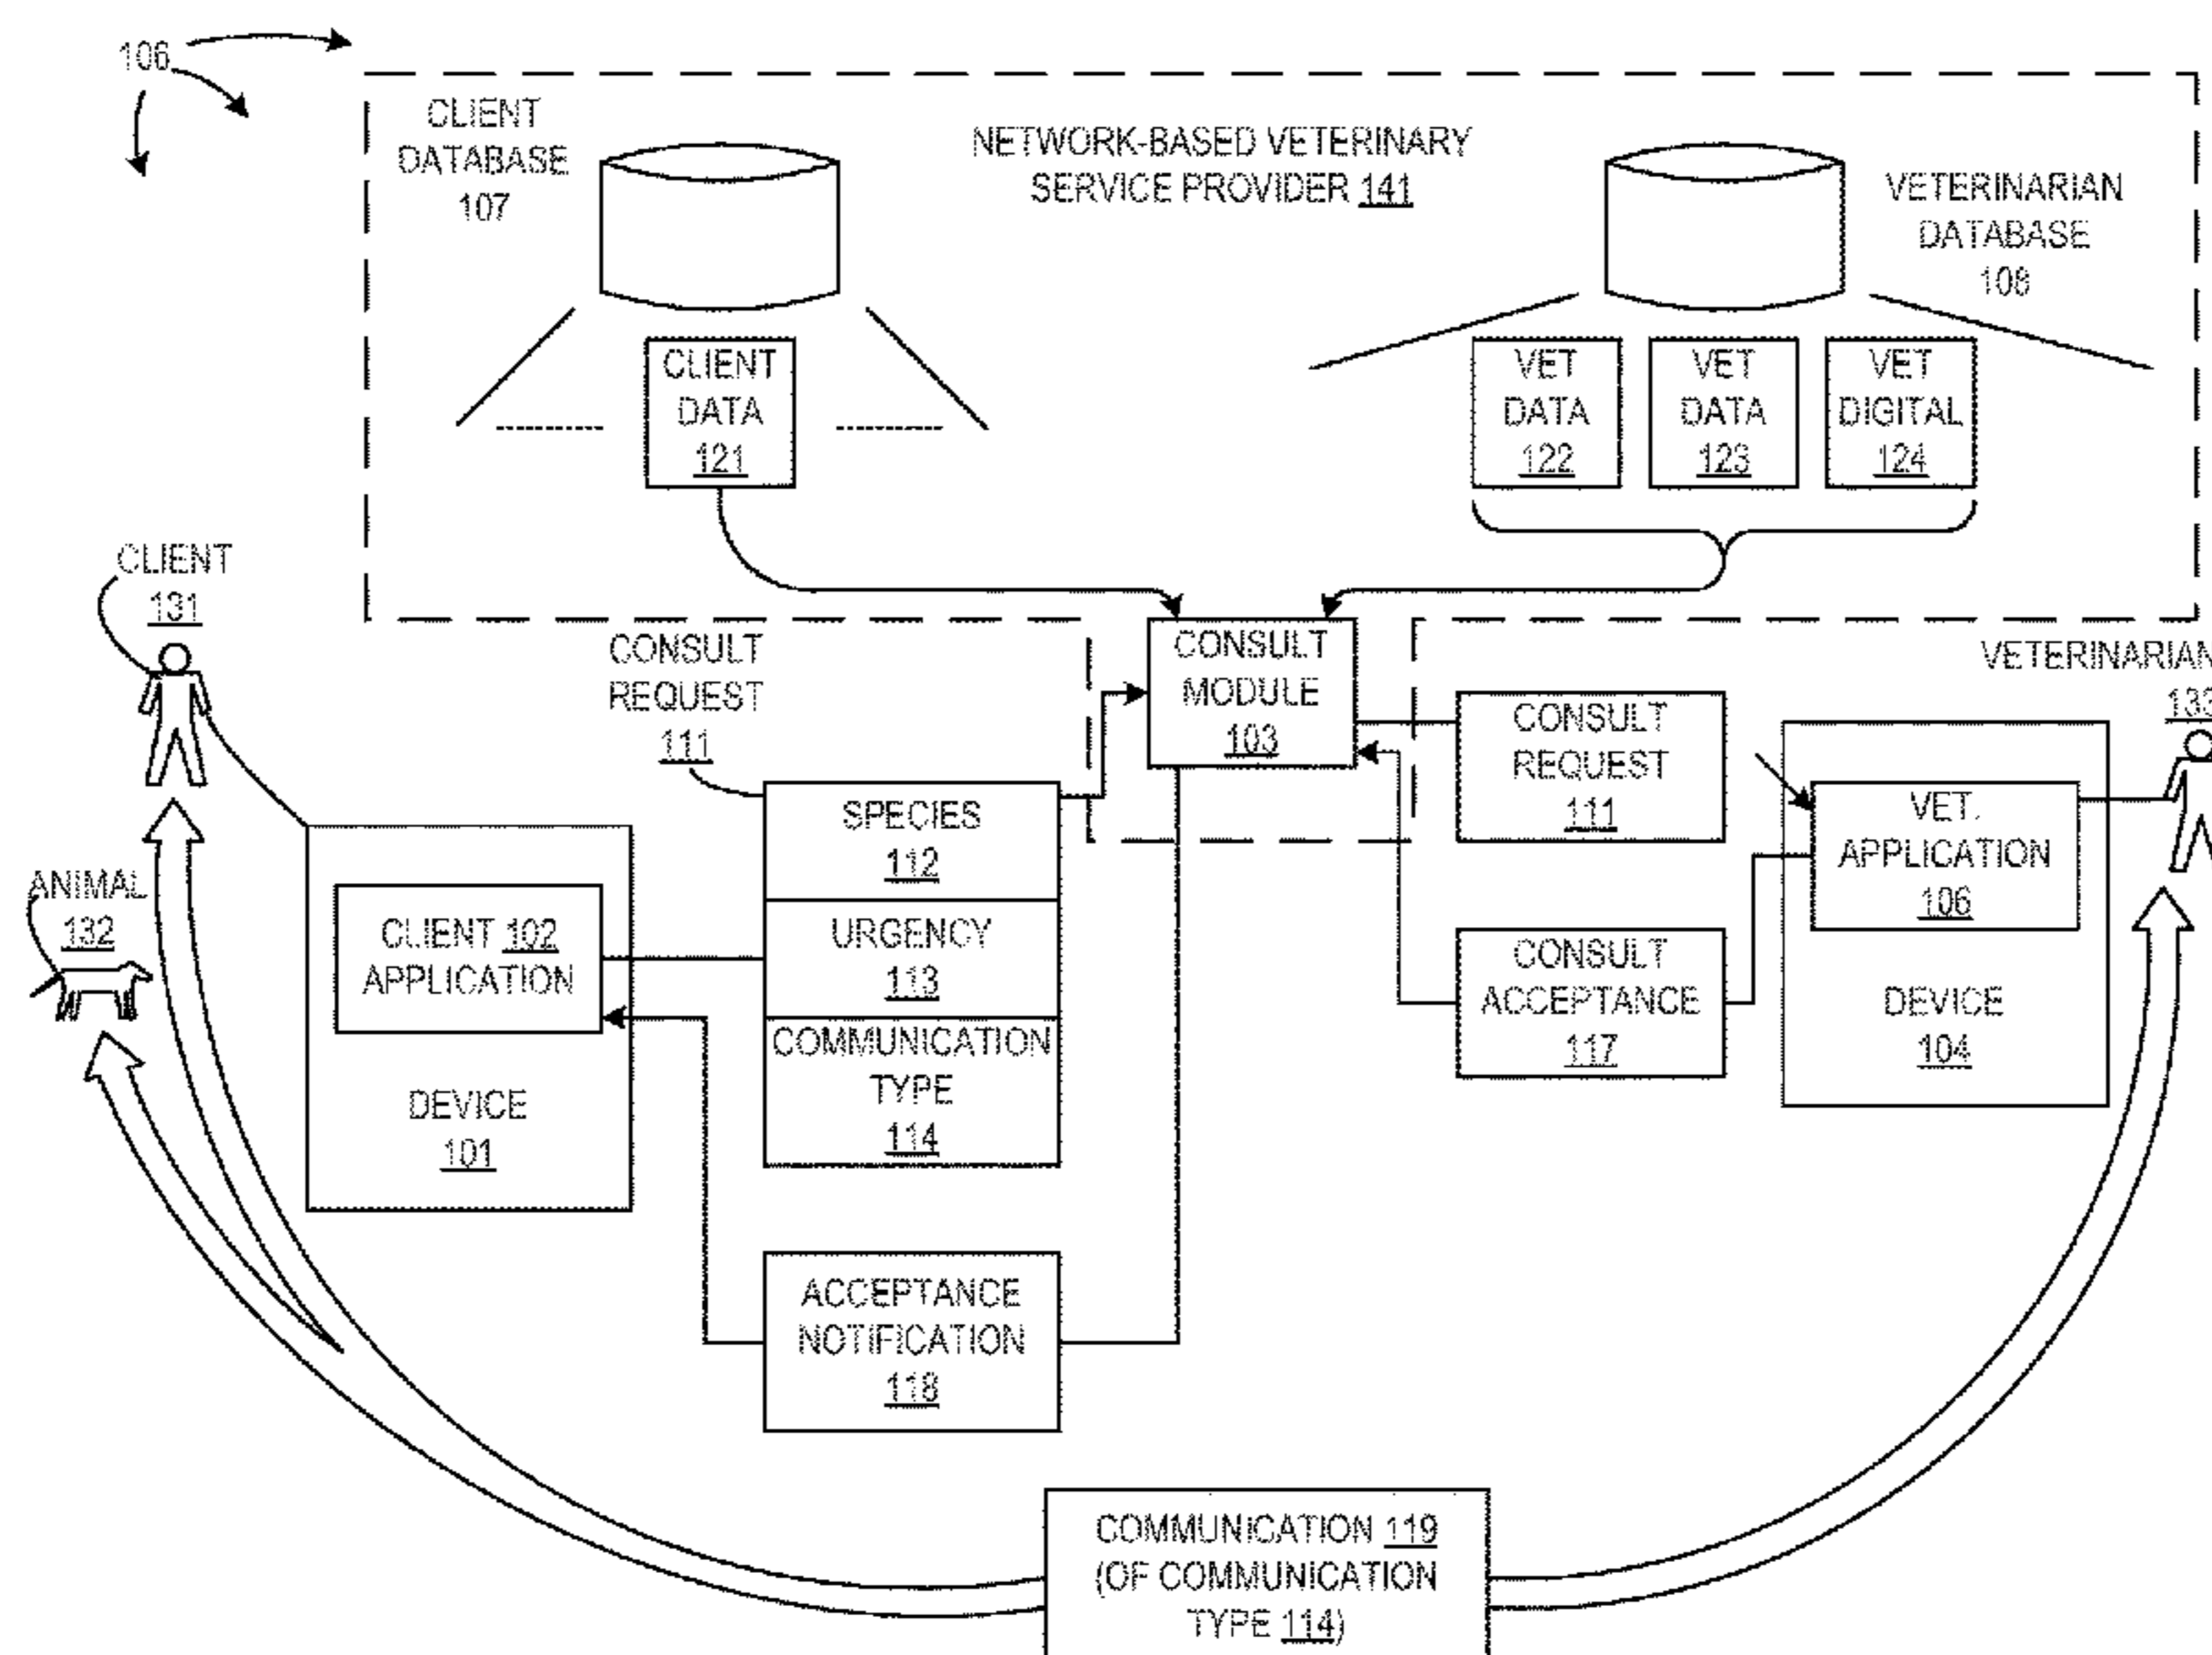 106
CLIENT
DATABASE
107
NETWORK-BASED VETERINARY
SERVICE PROVIDER 141
VETERINARIAN
DATABASE
108
CLIENT
DATA
121
VET
DATA
122
VET
DATA
123
VET
DIGITAL
124
CLIENT
131
CONSULT
REQUEST
111
CONSULT
MODULE
103
VETERINARIAN
133
CONSULT
REQUEST
111
SPECIES
112
URGENCY
113
COMMUNICATION
TYPE
114
VET.
APPLICATION
106
DEVICE
104
ANIMAL
132
CLIENT 102
APPLICATION
DEVICE
101
CONSULT
ACCEPTANCE
117
ACCEPTANCE
NOTIFICATION
118
COMMUNICATION 119
(OF COMMUNICATION
TYPE 114)